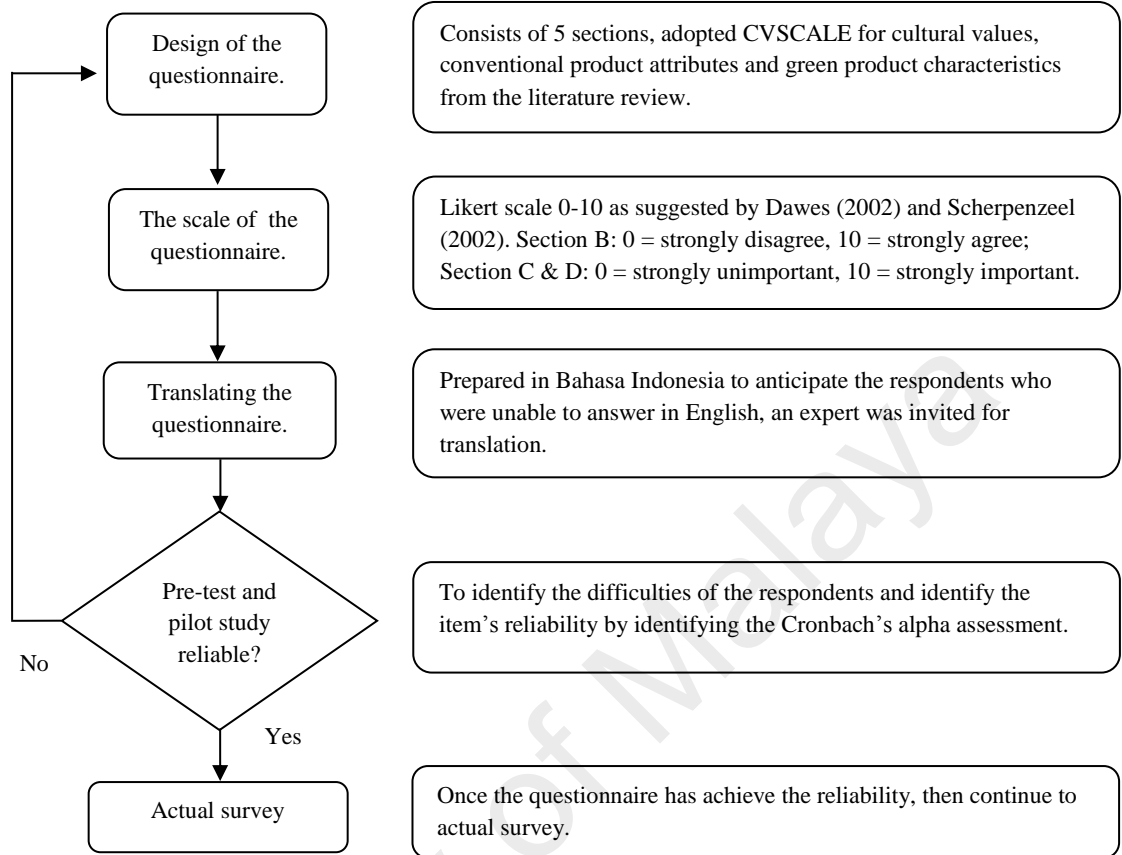 Design of the
questionnaire.
Consists of 5 sections, adopted CVSCALE for cultural values,
conventional product attributes and green product characteristics
from the literature review.
The scale of the
questionnaire.
Likert scale 0-10 as suggested by Dawes (2002) and Scherpenzeel
(2002). Section B: 0 = strongly disagree, 10 = strongly agree;
Section C & D: 0 = strongly unimportant, 10 = strongly important.
Translating the
questionnaire.
Prepared in Bahasa Indonesia to anticipate the respondents who
were unable to answer in English, an expert was invited for
translation.
Pre-test and
pilot study
reliable?
To identify the difficulties of the respondents and identify the
item’s reliability by identifying the Cronbach’s alpha assessment.
No
Yes
Actual survey
Once the questionnaire has achieve the reliability, then continue to
actual survey.
of Malaya